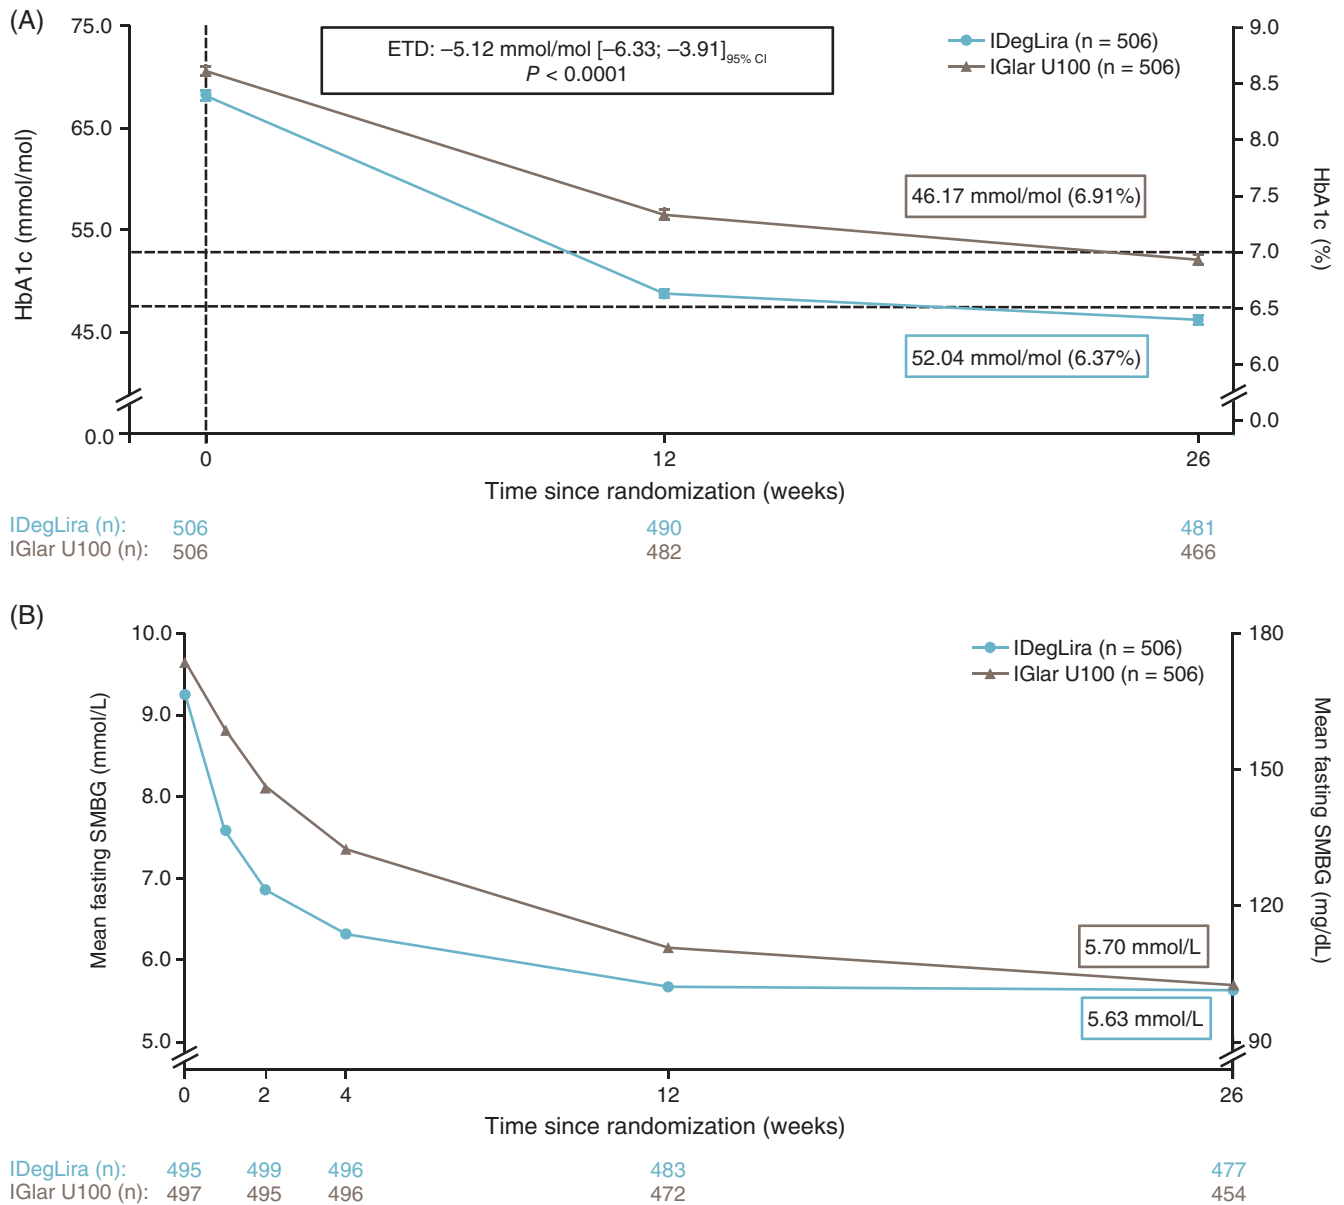 (A)
75.0
65.0
55.0
45.0
0.0
HbA1c (mmol/mol)
ETD: –5.12 mmol/mol [–6.33; –3.91]95% CI
P < 0.0001
IDegLira (n = 506)
IGlar U100 (n = 506)
9.0
8.5
8.0
7.5
7.0
6.5
6.0
0.0
HbA1c (%)
46.17 mmol/mol (6.91%)
52.04 mmol/mol (6.37%)
0 12 26
Time since randomization (weeks)
IDegLira (n): 506 490 481
IGlar U100 (n): 506 482 466
(B)
10.0
9.0
8.0
7.0
6.0
5.0
Mean fasting SMBG (mmol/L)
IDegLira (n = 506)
IGlar U100 (n = 506)
180
150
120
90
Mean fasting SMBG (mg/dL)
5.70 mmol/L
5.63 mmol/L
0 2 4 12 26
Time since randomization (weeks)
IDegLira (n): 495 499 496 483 477
IGlar U100 (n): 497 495 496 472 454